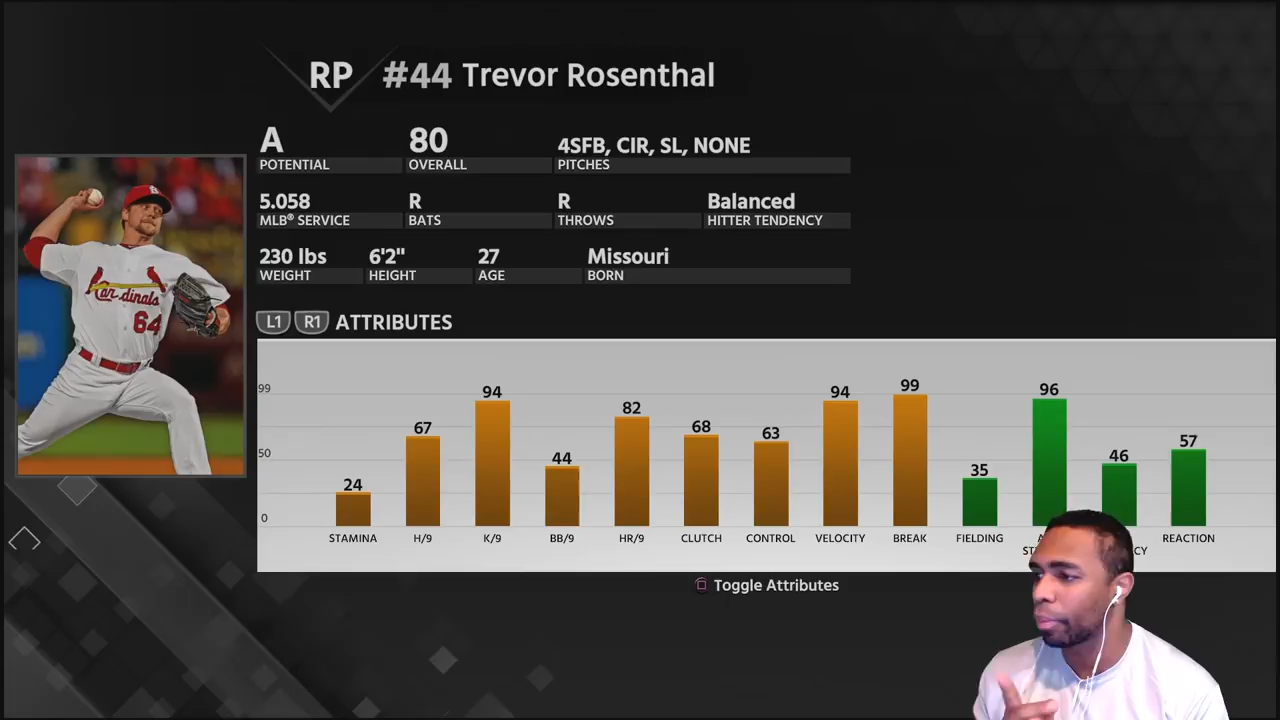 RP #44 Trevor Rosenthal
A 80 4SFB, CIR, SL, NONE
POTENTIAL OVERALL PITCHES
5.058 R R Balanced
MLB® SERVICE BATS THROWS HITTER TENDENCY
230 lbs 6'2" 27 Missouri
WEIGHT HEIGHT AGE BORN
Cardinals
64
L1 R1 ATTRIBUTES
99
50
0
24 67 94 44 82 68 63 94 99 35 96 46 57
STAMINA H/9 K/9 BB/9 HR/9 CLUTCH CONTROL VELOCITY BREAK FIELDING REACTION
Toggle Attributes